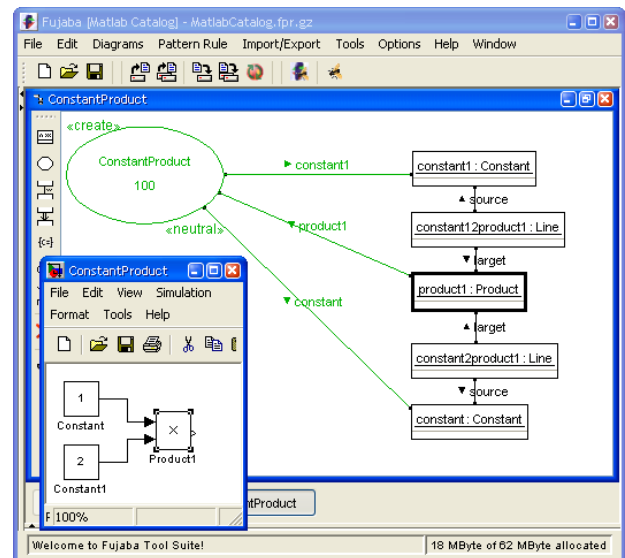 Fujaba [Matlab Catalog] - MatlabCatalog.fpr.gz
File Edit Diagrams Pattern Rule Import/Export Tools Options Help Window
ConstantProduct
«create»
ConstantProduct
100
«neutral»
constant1
product1
constant
constant1 : Constant
source
constant12product1 : Line
target
product1 : Product
target
constant2product1 : Line
source
constant : Constant
{c=}
ConstantProduct
File Edit View Simulation
Format Tools Help
1
Constant
2
Constant1
×
Product1
F 100%
ntProduct
Welcome to Fujaba Tool Suite!
18 MByte of 62 MByte allocated